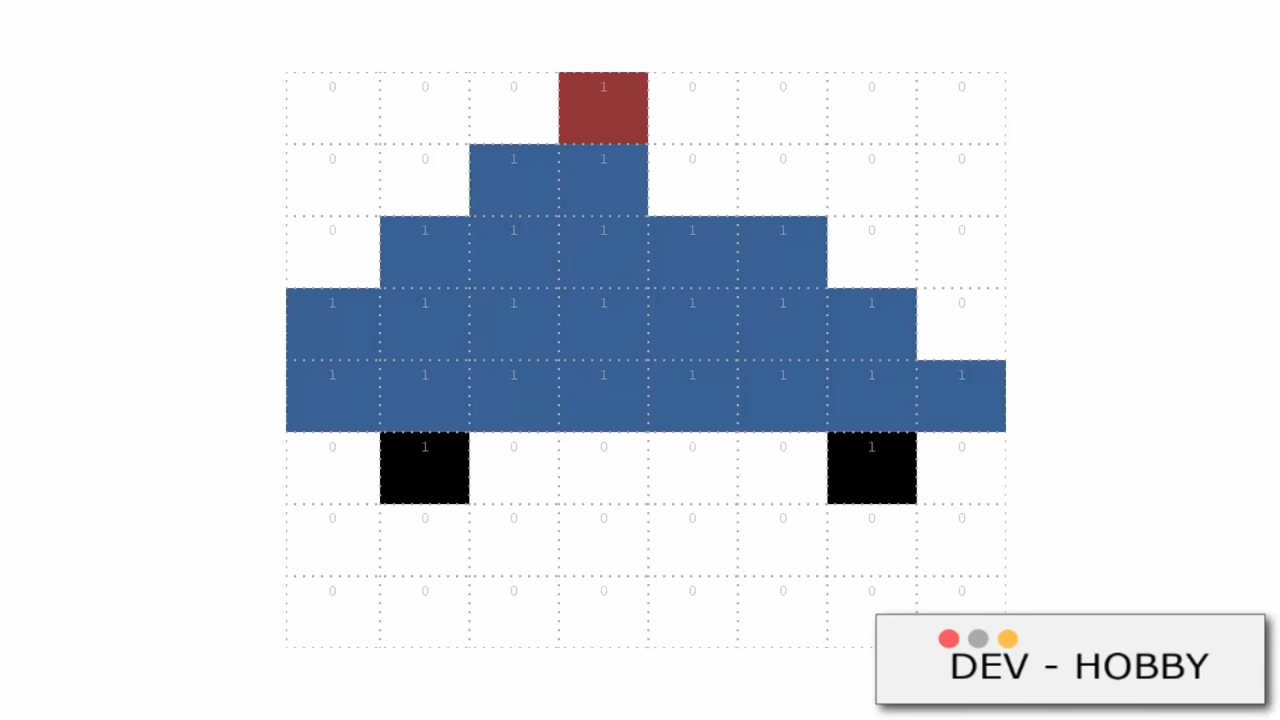 0 0 0 1 0 0 0 0
0 0 1 1 0 0 0 0
0 1 1 1 1 1 0 0
1 1 1 1 1 1 1 0
1 1 1 1 1 1 1 1
0 1 0 0 0 0 1 0
0 0 0 0 0 0 0 0
0 0 0 0 0 0 0 0
DEV - HOBBY